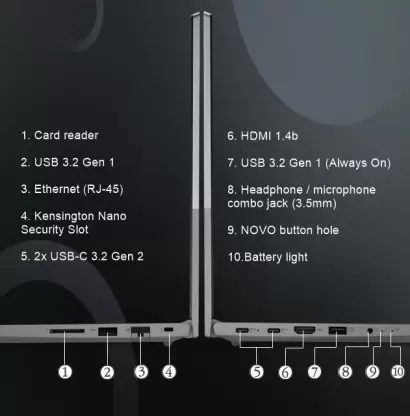 1. Card reader
2. USB 3.2 Gen 1
3. Ethernet (RJ-45)
4. Kensington Nano
Security Slot
5. 2x USB-C 3.2 Gen 2
6. HDMI 1.4b
7. USB 3.2 Gen 1 (Always On)
8. Headphone / microphone
combo jack (3.5mm)
9. NOVO button hole
10.Battery light
① ② ③ ④ ⑤ ⑥ ⑦ ⑧ ⑨ ⑩